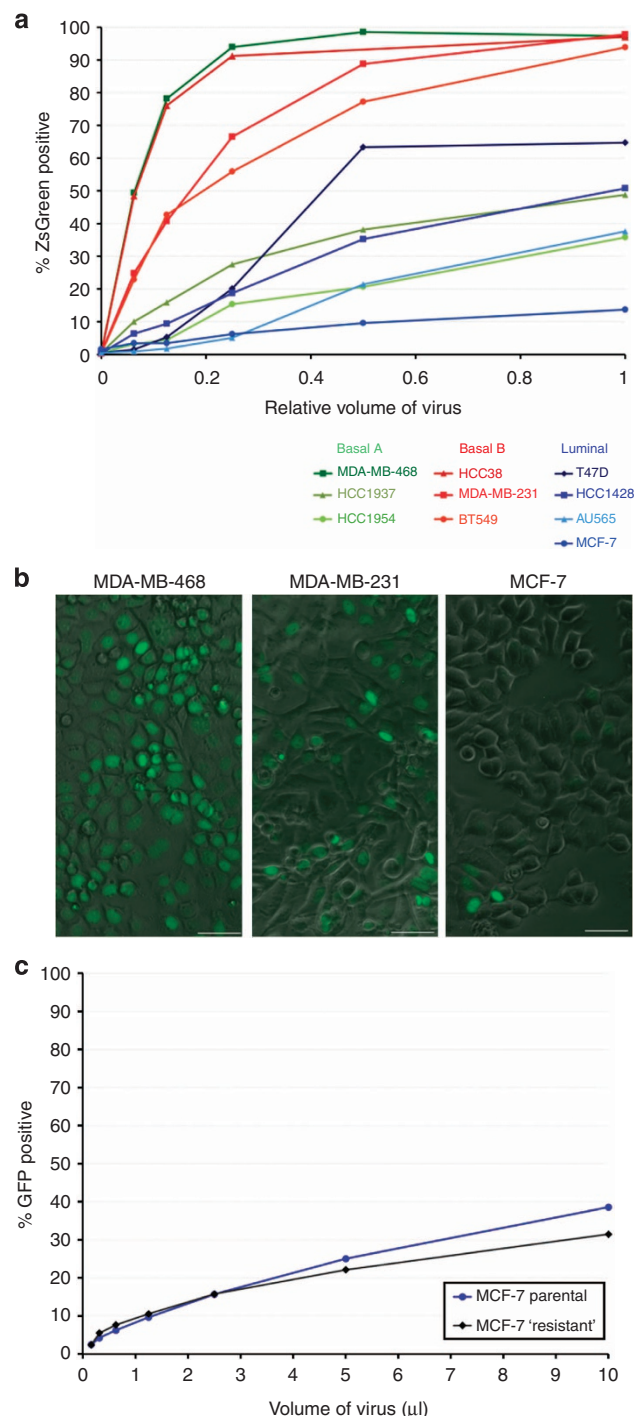 a
% ZsGreen positive
100
90
80
70
60
50
40
30
20
10
0
0 0.2 0.4 0.6 0.8 1
Relative volume of virus
Basal A Basal B Luminal
MDA-MB-468 HCC38 T47D
HCC1937 MDA-MB-231 HCC1428
HCC1954 BT549 AU565
MCF-7
b
MDA-MB-468 MDA-MB-231 MCF-7
c
% GFP positive
100
90
80
70
60
50
40
30
20
10
0
0 1 2 3 4 5 6 7 8 9 10
MCF-7 parental
MCF-7 ‘resistant’
Volume of virus (µl)